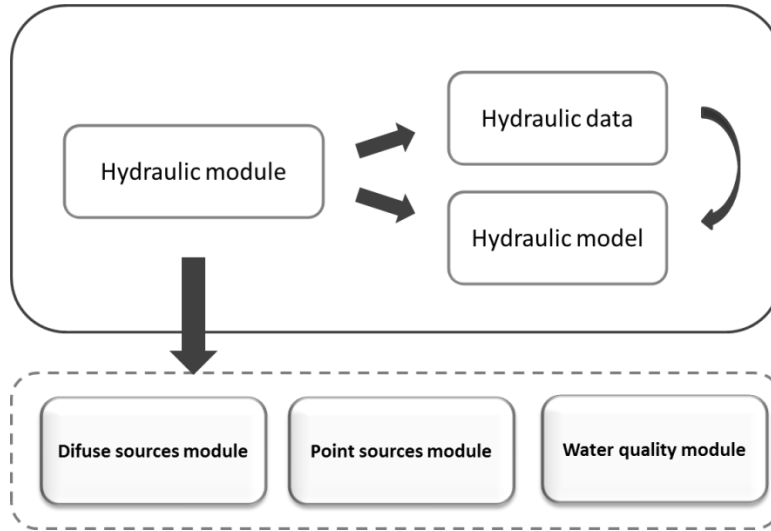 Hydraulic data
Hydraulic module
Hydraulic model
Difuse sources module
Point sources module
Water quality module